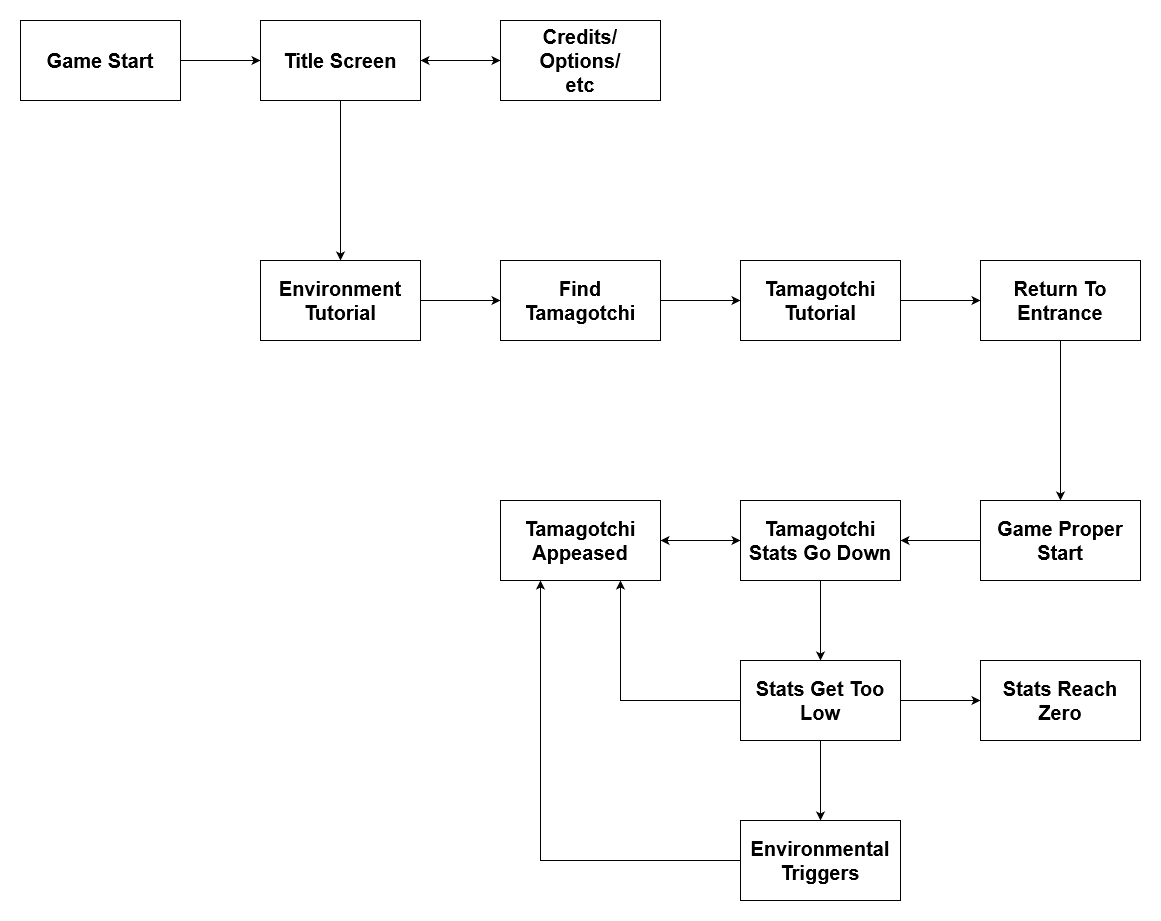 Game Start
Title Screen
Credits/
Options/
etc
Environment
Tutorial
Find
Tamagotchi
Tamagotchi
Tutorial
Return To
Entrance
Tamagotchi
Appeased
Tamagotchi
Stats Go Down
Game Proper
Start
Stats Get Too
Low
Stats Reach
Zero
Environmental
Triggers